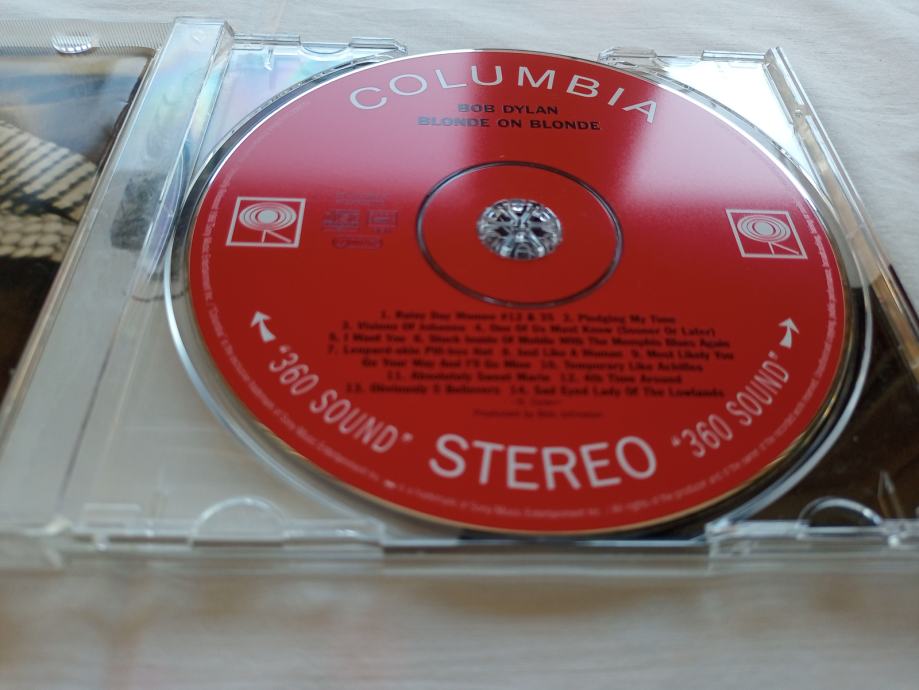 COLUMBIA
BOB DYLAN
BLONDE ON BLONDE
1. Rainy Day Women #12 & 35 2. Pledging My Time
3. Visions Of Johanna 4. One Of Us Must Know (Sooner Or Later)
5. I Want You 6. Stuck Inside Of Mobile With The Memphis Blues Again
7. Leopard-skin Pill-box Hat 8. Just Like A Woman 9. Most Likely You
Go Your Way And I'll Go Mine 10. Temporary Like Achilles
11. Absolutely Sweet Marie 12. 4th Time Around
13. Obviously 5 Believers 14. Sad Eyed Lady Of The Lowlands
Produced by Bob Johnston
"360 SOUND" STEREO "360 SOUND"